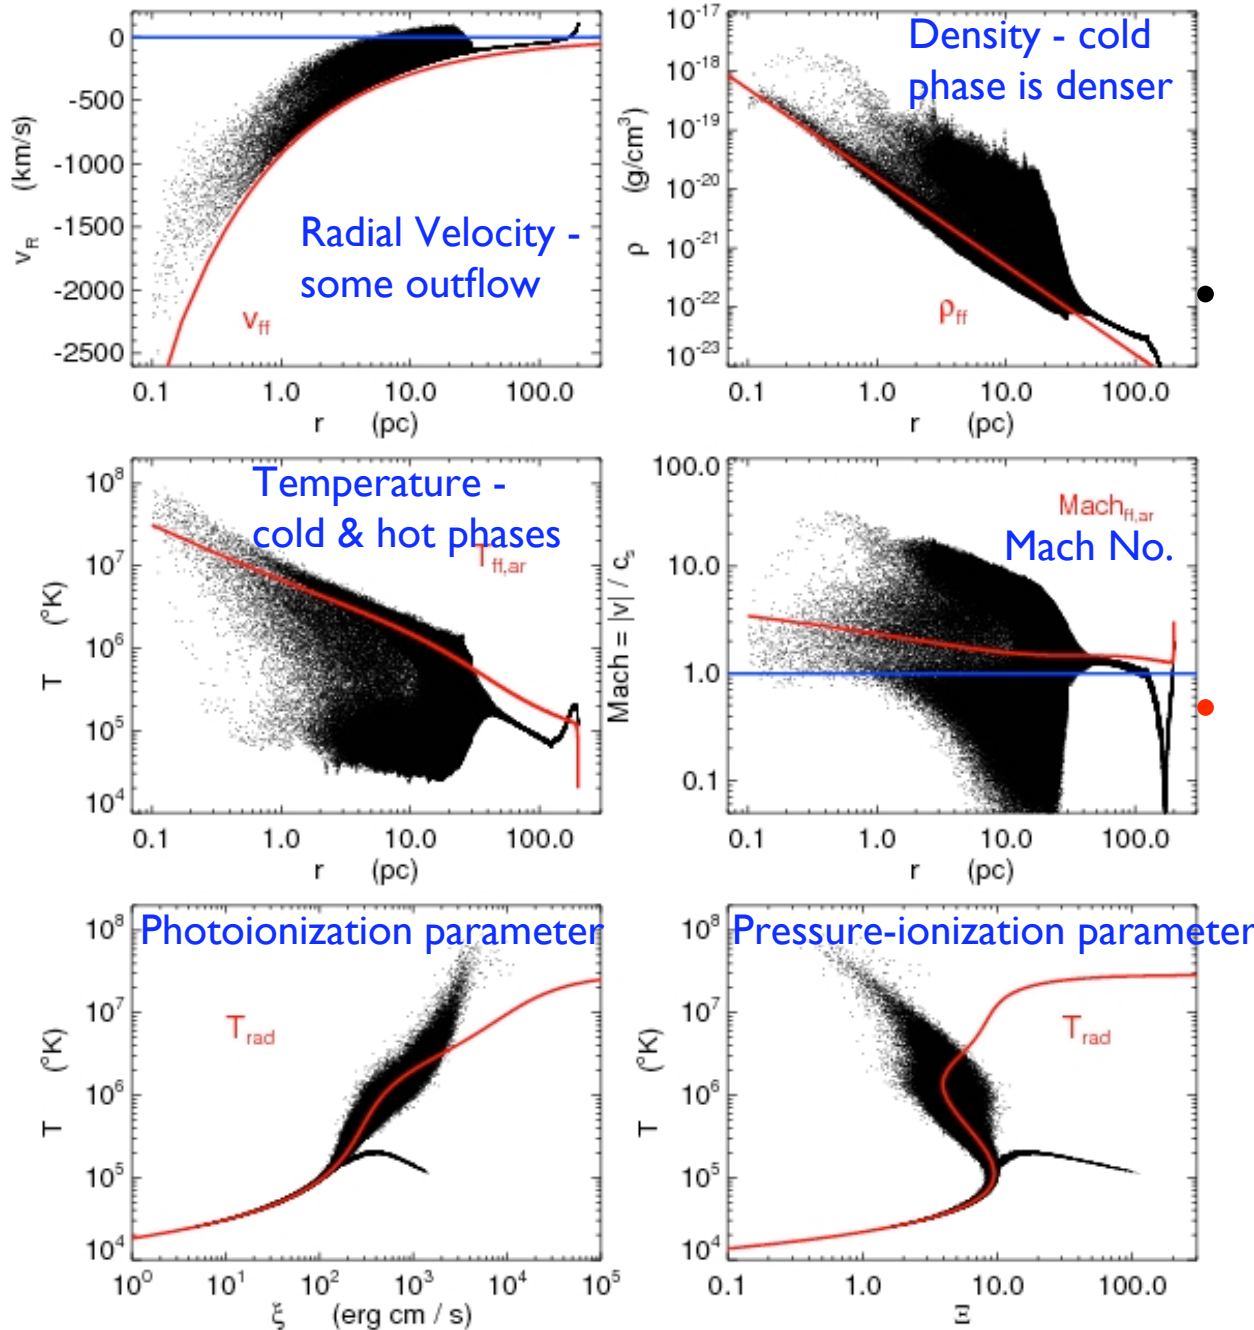 0
-500
-1000
-1500
-2000
-2500
v_R (km/s)
Radial Velocity -
some outflow
v_ff
0.1 1.0 10.0 100.0
r (pc)
10^-17
10^-18
10^-19
10^-20
10^-21
10^-22
10^-23
ρ (g/cm^3)
Density - cold
phase is denser
ρ_ff
0.1 1.0 10.0 100.0
r (pc)
10^8
10^7
10^6
10^5
10^4
T (°K)
Temperature -
cold & hot phases
T_ff,ar
0.1 1.0 10.0 100.0
r (pc)
100.0
10.0
1.0
0.1
Mach = |v| / c_s
Mach_ff,ar
Mach No.
0.1 1.0 10.0 100.0
r (pc)
10^8
10^7
10^6
10^5
10^4
T (°K)
Photoionization parameter
T_rad
10^0 10^1 10^2 10^3 10^4 10^5
ξ (erg cm / s)
10^8
10^7
10^6
10^5
10^4
T (°K)
Pressure-ionization parameter
T_rad
0.1 1.0 10.0 100.0
Ξ